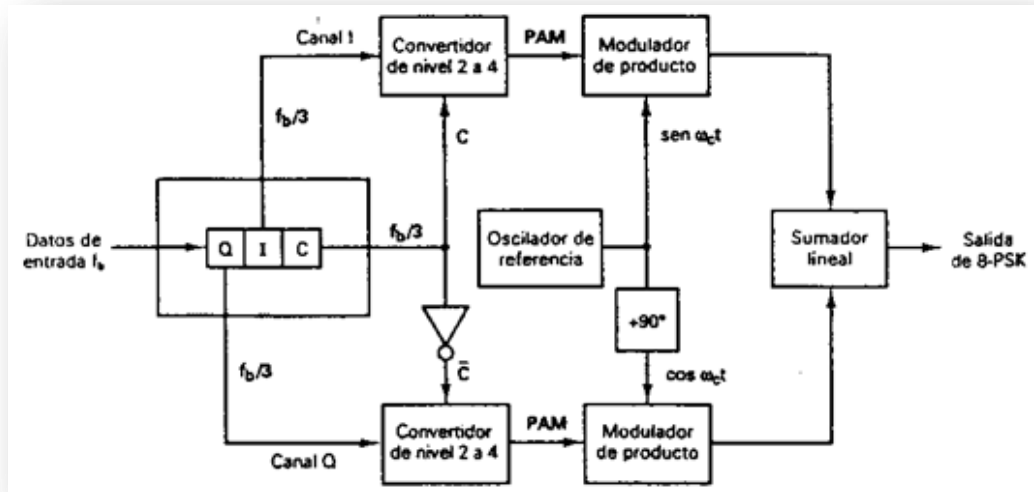 Canal I
Convertidor
de nivel 2 a 4
PAM
Modulador
de producto
f_b/3
C
sen ω_c t
Datos de
entrada f_b
Q I C
f_b/3
Oscilador de
referencia
Sumador
lineal
Salida
de 8-PSK
+90°
f_b/3
C̄
cos ω_c t
Canal Q
Convertidor
de nivel 2 a 4
PAM
Modulador
de producto